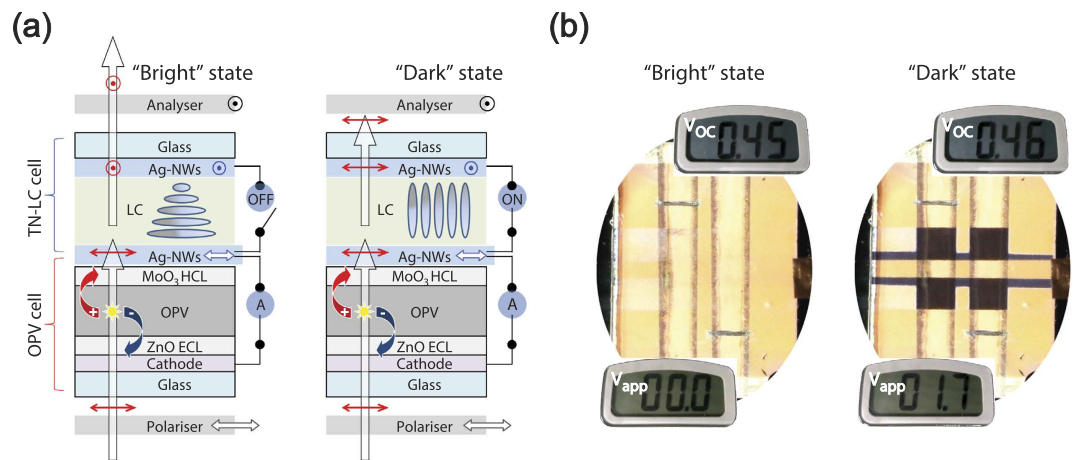 (a)
"Bright" state
Analyser
Glass
Ag-NWs
LC
OFF
Ag-NWs
MoO3 HCL
OPV
A
ZnO ECL
Cathode
Glass
Polariser
TN-LC cell
OPV cell
+
-
"Dark" state
Analyser
Glass
Ag-NWs
LC
ON
Ag-NWs
MoO3 HCL
OPV
A
ZnO ECL
Cathode
Glass
Polariser
+
-
(b)
"Bright" state
VOC 0.45
Vapp 00.0
"Dark" state
VOC 0.46
Vapp 01.7